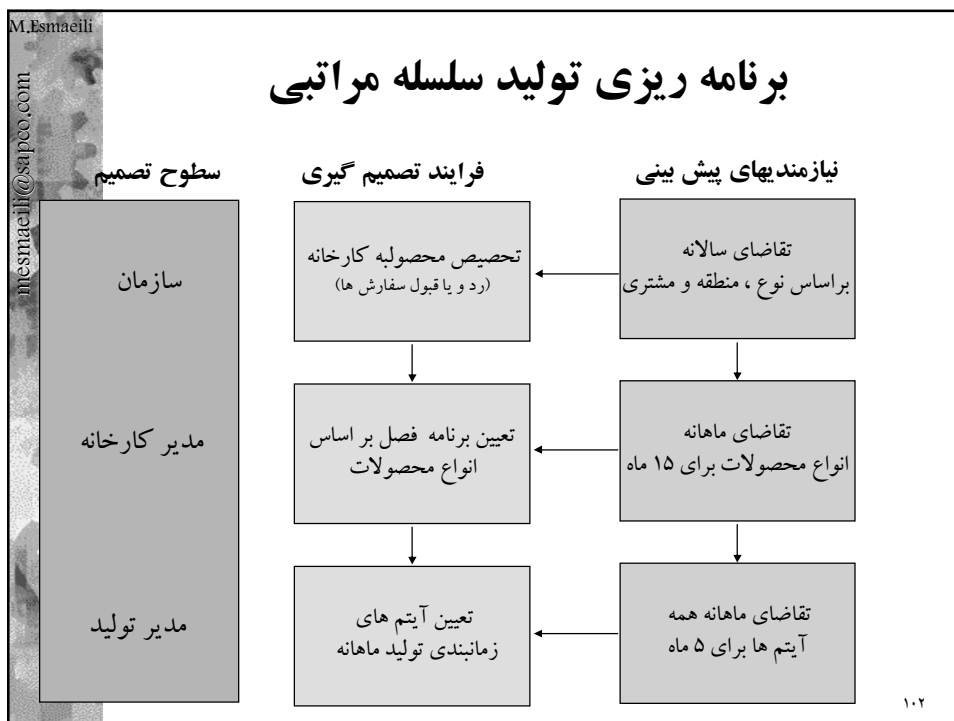 M.Esmaeili
mesmaeili@sapco.com
برنامه ریزی تولید سلسله مراتبی
نیازمندیهای پیش بینی
فرایند تصمیم گیری
سطوح تصمیم
تقاضای سالانه
براساس نوع ، منطقه و مشتری
تحصیص محصولبه کارخانه
(رد و یا قبول سفارش ها)
سازمان
تقاضای ماهانه
انواع محصولات برای ۱۵ ماه
تعیین برنامه فصل بر اساس
انواع محصولات
مدیر کارخانه
تقاضای ماهانه همه
آیتم ها برای ۵ ماه
تعیین آیتم های
زمانبندی تولید ماهانه
مدیر تولید
۱۰۲